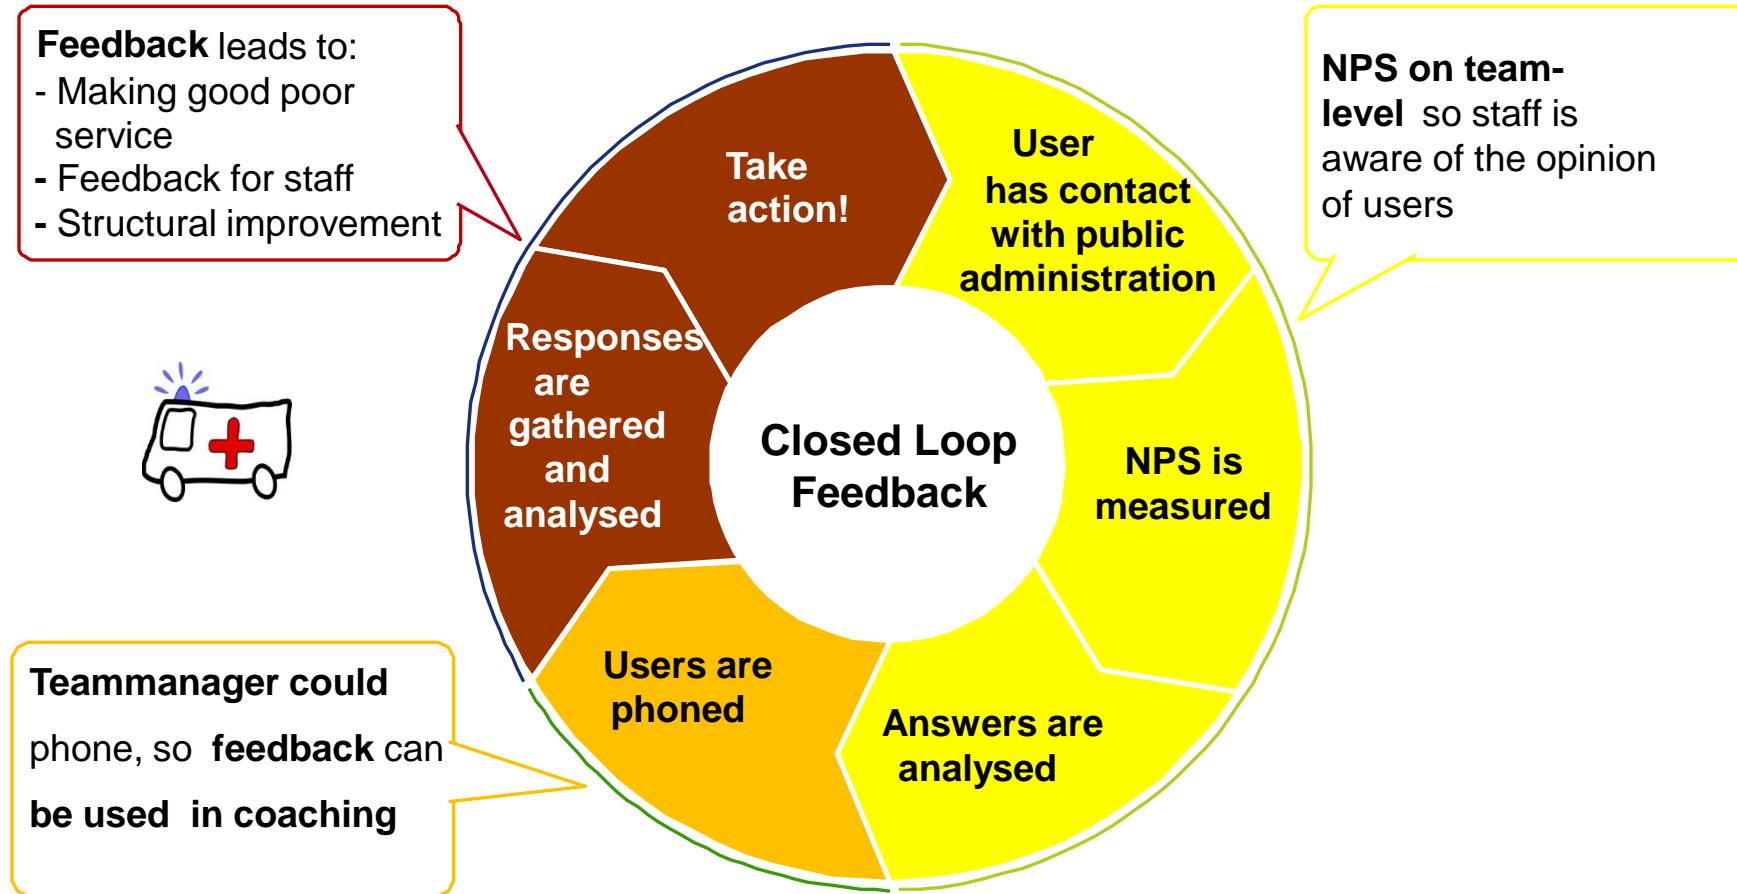 Feedback leads to:
- Making good poor
service
- Feedback for staff
- Structural improvement
NPS on team-
level so staff is
aware of the opinion
of users
Take
action!
User
has contact
with public
administration
Responses
are
gathered
and
analysed
Closed Loop
Feedback
NPS is
measured
Users are
phoned
Answers are
analysed
Teammanager could
phone, so feedback can
be used in coaching